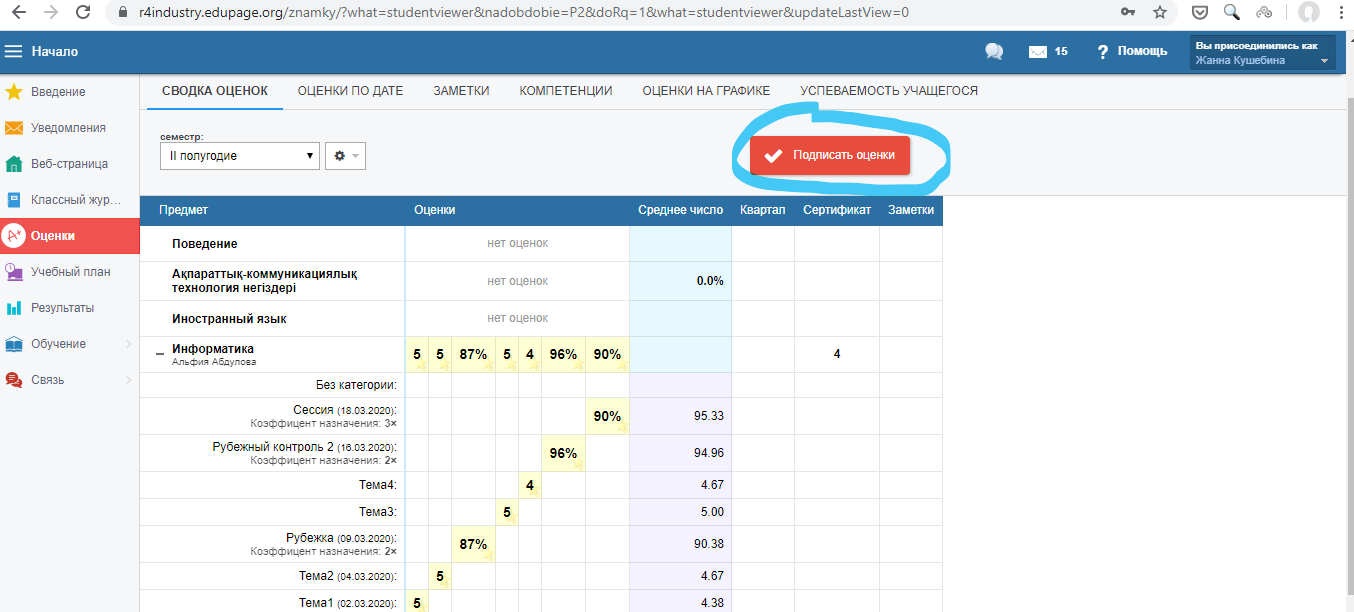 r4industry.edupage.org/znamky/?what=studentviewer&nadobdobie=P2&doRq=1&what=studentviewer&updateLastView=0
Начало
15
? Помощь
Вы присоединились как
Жанна Кушебина
Введение
Уведомления
Веб-страница
Классный жур...
Оценки
Учебный план
Результаты
Обучение
Связь
СВОДКА ОЦЕНОК ОЦЕНКИ ПО ДАТЕ ЗАМЕТКИ КОМПЕТЕНЦИИ ОЦЕНКИ НА ГРАФИКЕ УСПЕВАЕМОСТЬ УЧАЩЕГОСЯ
семестр:
II полугодие
Подписать оценки
Предмет Оценки Среднее число Квартал Сертификат Заметки
Поведение нет оценок
Ақпараттық-коммуникациялық
технология негіздері нет оценок 0.0%
Иностранный язык нет оценок
Информатика 5 5 87% 5 4 96% 90% 4
Альфия Абдулова
Без категории:
Сессия (18.03.2020): 90% 95.33
Коэффицент назначения: 3×
Рубежный контроль 2 (16.03.2020): 96% 94.96
Коэффицент назначения: 2×
Тема4: 4 4.67
Тема3: 5 5.00
Рубежка (09.03.2020): 87% 90.38
Коэффицент назначения: 2×
Тема2 (04.03.2020): 5 4.67
Тема1 (02.03.2020): 5 4.38